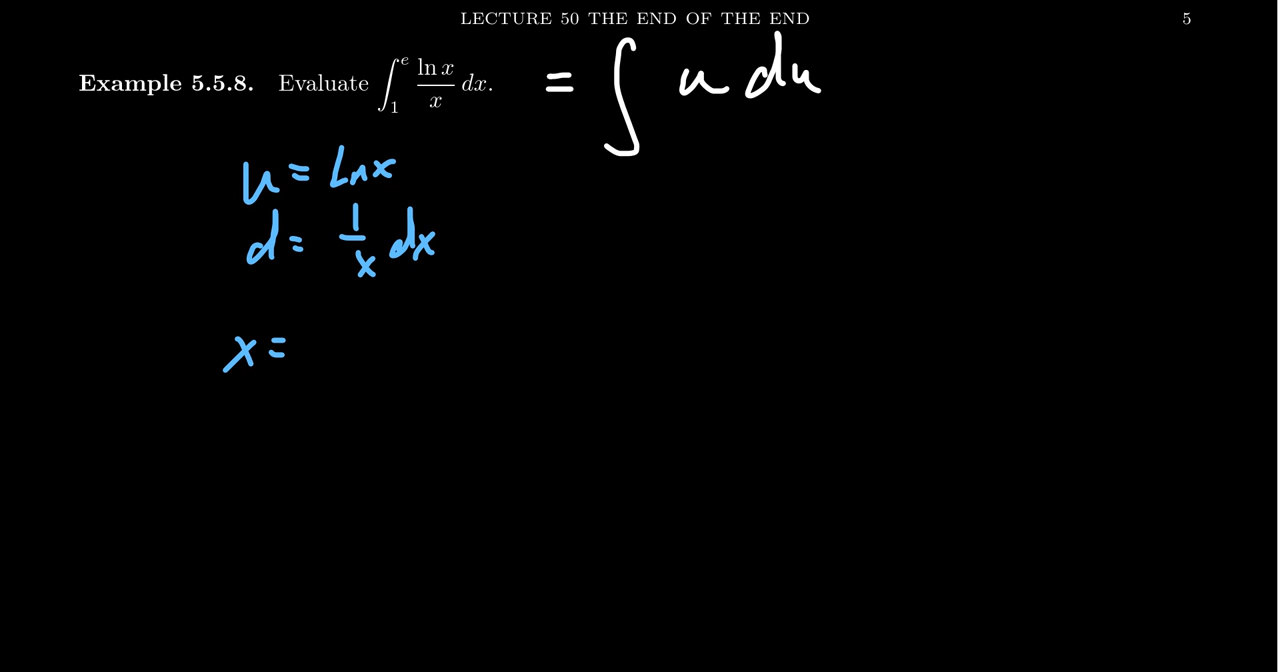 LECTURE 50 THE END OF THE END 5
Example 5.5.8. Evaluate ∫₁ᵉ ln x / x dx. = ∫ u du
u = ln x
d = 1/x dx
x =